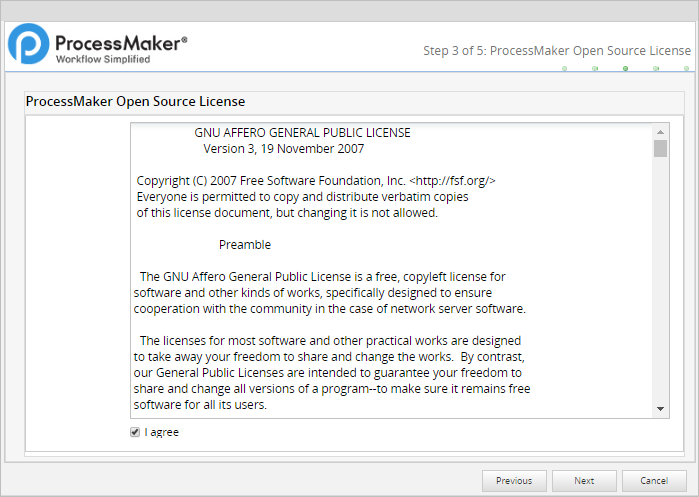 ProcessMaker®
Workflow Simplified
Step 3 of 5: ProcessMaker Open Source License
ProcessMaker Open Source License
GNU AFFERO GENERAL PUBLIC LICENSE
Version 3, 19 November 2007
Copyright (C) 2007 Free Software Foundation, Inc. <http://fsf.org/>
Everyone is permitted to copy and distribute verbatim copies
of this license document, but changing it is not allowed.
Preamble
The GNU Affero General Public License is a free, copyleft license for
software and other kinds of works, specifically designed to ensure
cooperation with the community in the case of network server software.
The licenses for most software and other practical works are designed
to take away your freedom to share and change the works.  By contrast,
our General Public Licenses are intended to guarantee your freedom to
share and change all versions of a program--to make sure it remains free
software for all its users.
I agree
Previous
Next
Cancel